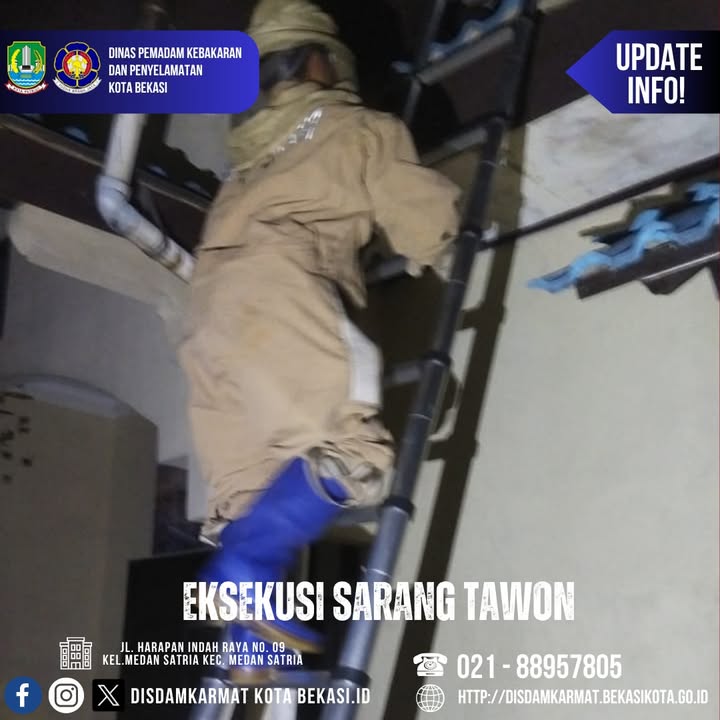 DINAS PEMADAM KEBAKARAN
DAN PENYELAMATAN
KOTA BEKASI
UPDATE
INFO!
EKSEKUSI SARANG TAWON
JL. HARAPAN INDAH RAYA NO. 09
KEL.MEDAN SATRIA KEC. MEDAN SATRIA
021 - 88957805
DISDAMKARMAT KOTA BEKASI.ID
HTTP://DISDAMKARMAT.BEKASIKOTA.GO.ID